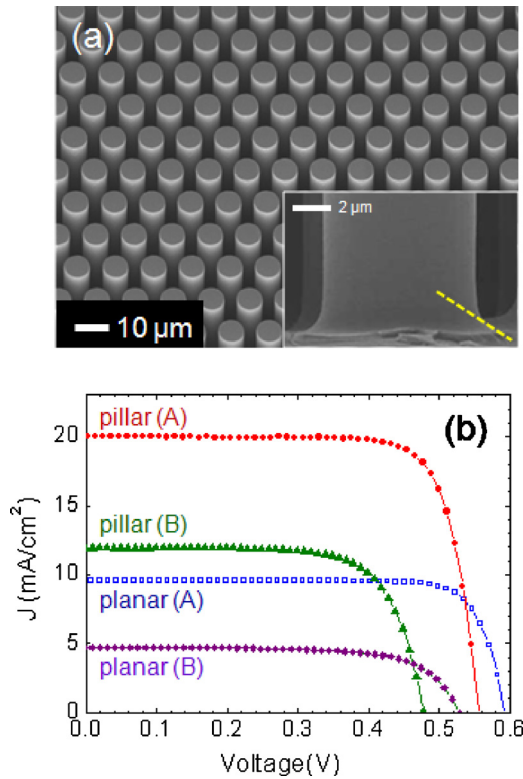 (a)
2 μm
10 μm
(b)
pillar (A)
pillar (B)
planar (A)
planar (B)
J (mA/cm²)
20
15
10
5
0
0.0 0.1 0.2 0.3 0.4 0.5 0.6
Voltage(V)